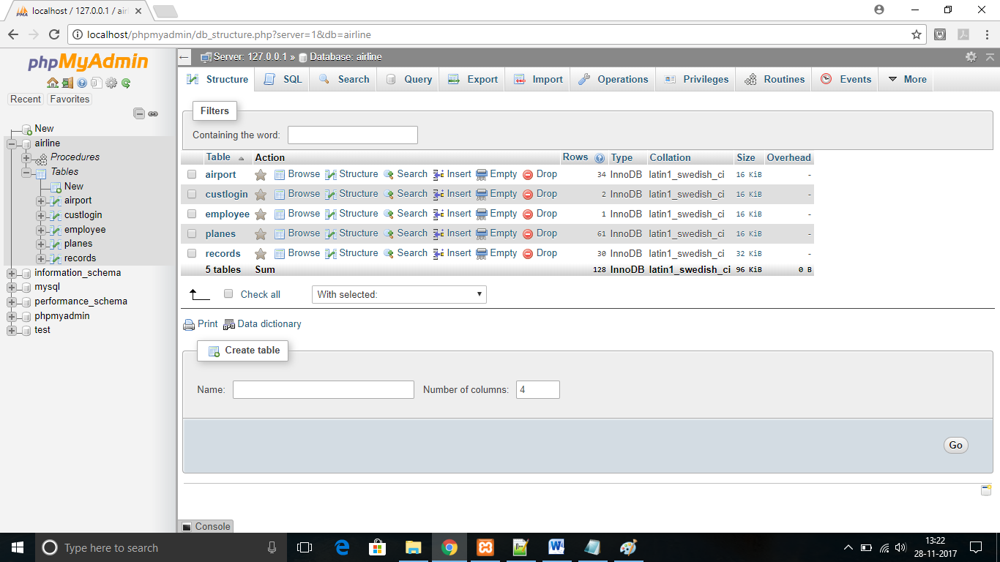 localhost / 127.0.0.1 / airl
localhost/phpmyadmin/db_structure.php?server=1&db=airline
phpMyAdmin
Recent Favorites
New
airline
Procedures
Tables
New
airport
custlogin
employee
planes
records
information_schema
mysql
performance_schema
phpmyadmin
test
Server: 127.0.0.1 » Database: airline
Structure SQL Search Query Export Import Operations Privileges Routines Events More
Filters
Containing the word:
Table Action Rows Type Collation Size Overhead
airport Browse Structure Search Insert Empty Drop 34 InnoDB latin1_swedish_ci 16 KiB -
custlogin Browse Structure Search Insert Empty Drop 2 InnoDB latin1_swedish_ci 16 KiB -
employee Browse Structure Search Insert Empty Drop 1 InnoDB latin1_swedish_ci 16 KiB -
planes Browse Structure Search Insert Empty Drop 61 InnoDB latin1_swedish_ci 16 KiB -
records Browse Structure Search Insert Empty Drop 30 InnoDB latin1_swedish_ci 32 KiB -
5 tables Sum 128 InnoDB latin1_swedish_ci 96 KiB 0 B
Check all With selected:
Print Data dictionary
Create table
Name: Number of columns: 4
Go
Console
Type here to search
13:22
28-11-2017